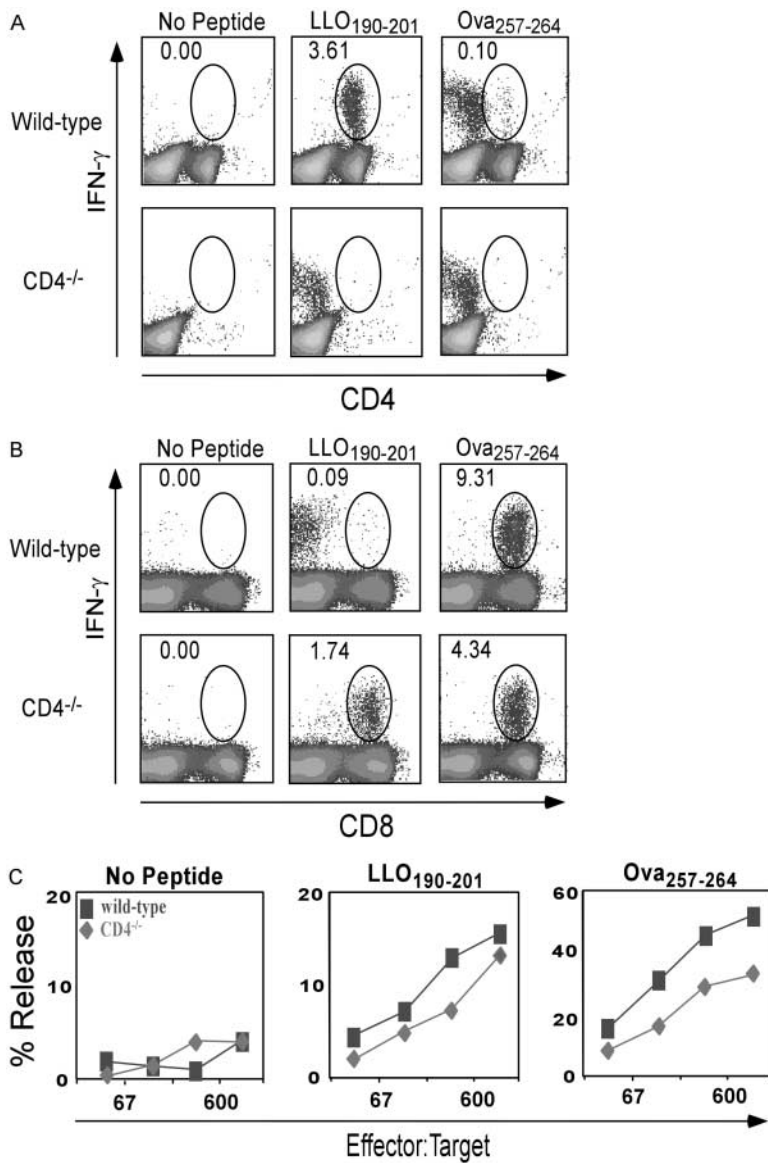 A
No Peptide LLO190-201 Ova257-264
0.00 3.61 0.10
Wild-type
IFN-γ
CD4-/-
CD4
B
No Peptide LLO190-201 Ova257-264
0.00 0.09 9.31
Wild-type
IFN-γ
0.00 1.74 4.34
CD4-/-
CD8
C
No Peptide LLO190-201 Ova257-264
20 20 60
wild-type
CD4-/-
40
10 10
20
% Release
0 0 0
67 600 67 600 67 600
Effector:Target